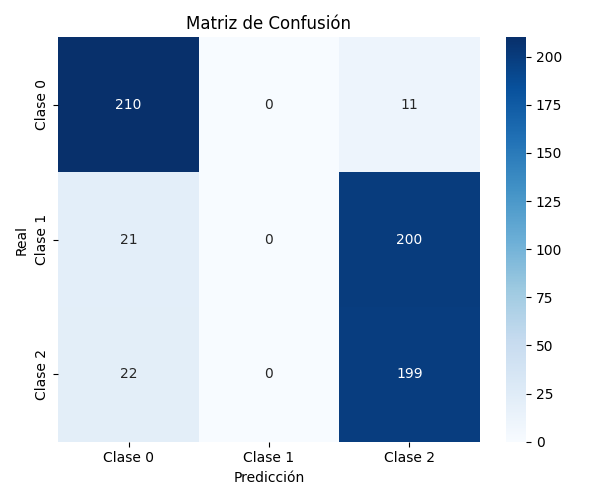 Matriz de Confusión
Clase 0
210
0
11
Real
Clase 1
21
0
200
Clase 2
22
0
199
Clase 0
Clase 1
Clase 2
Predicción
200
175
150
125
100
75
50
25
0